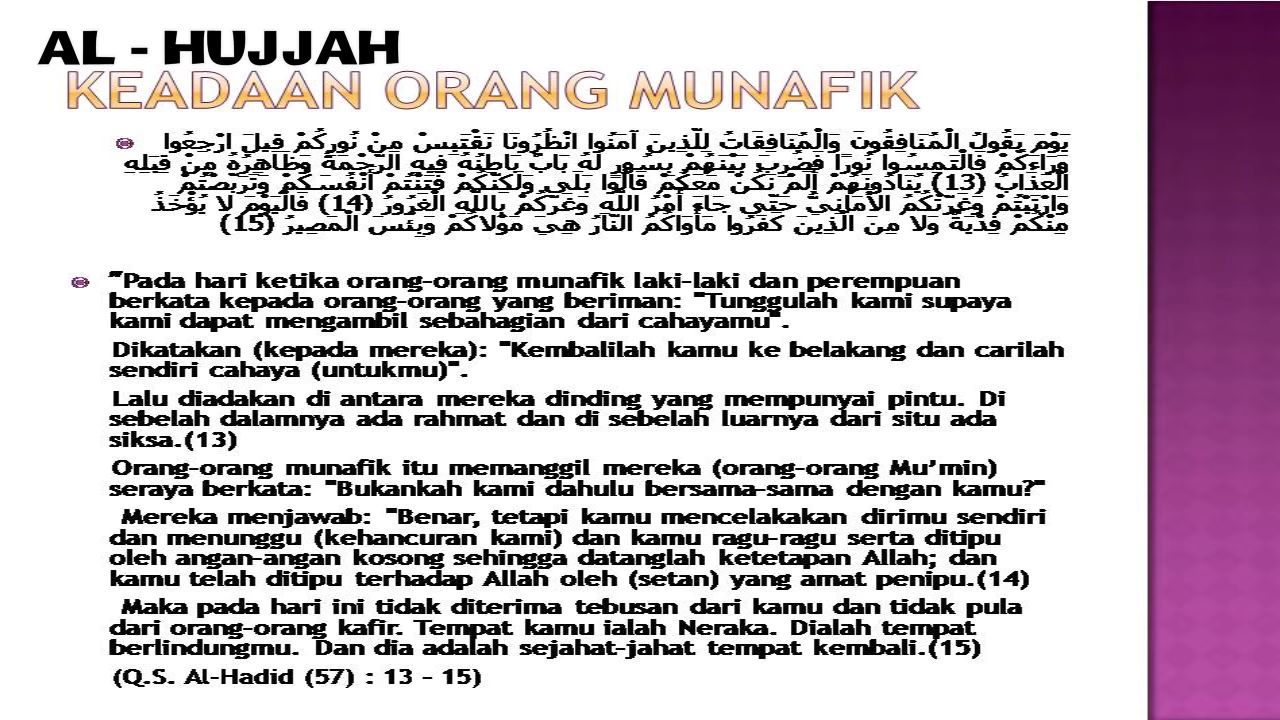 AL - HUJJAH
KEADAAN ORANG MUNAFIK
يَوْمَ يَقُولُ الْمُنَافِقُونَ وَالْمُنَافِقَاتُ لِلَّذِينَ آمَنُوا انْظُرُونَا نَقْتَبِسْ مِنْ نُورِكُمْ قِيلَ ارْجِعُوا
وَرَاءَكُمْ فَالْتَمِسُوا نُورًا فَضُرِبَ بَيْنَهُمْ بِسُورٍ لَهُ بَابٌ بَاطِنُهُ فِيهِ الرَّحْمَةُ وَظَاهِرُهُ مِنْ قِبَلِهِ
الْعَذَابُ (13) يُنَادُونَهُمْ أَلَمْ نَكُنْ مَعَكُمْ قَالُوا بَلَى وَلَكِنَّكُمْ فَتَنْتُمْ أَنْفُسَكُمْ وَتَرَبَّصْتُمْ
وَارْتَبْتُمْ وَغَرَّتْكُمُ الأمَانِيُّ حَتَّى جَاءَ أَمْرُ اللَّهِ وَغَرَّكُمْ بِاللَّهِ الْغَرُورُ (14) فَالْيَوْمَ لا يُؤْخَذُ
مِنْكُمْ فِدْيَةٌ وَلا مِنَ الَّذِينَ كَفَرُوا مَأْوَاكُمُ النَّارُ هِيَ مَوْلاكُمْ وَبِئْسَ الْمَصِيرُ (15)
"Pada hari ketika orang-orang munafik laki-laki dan perempuan
berkata kepada orang-orang yang beriman: "Tunggulah kami supaya
kami dapat mengambil sebahagian dari cahayamu".
Dikatakan (kepada mereka): "Kembalilah kamu ke belakang dan carilah
sendiri cahaya (untukmu)".
Lalu diadakan di antara mereka dinding yang mempunyai pintu. Di
sebelah dalamnya ada rahmat dan di sebelah luarnya dari situ ada
siksa.(13)
Orang-orang munafik itu memanggil mereka (orang-orang Mu'min)
seraya berkata: "Bukankah kami dahulu bersama-sama dengan kamu?"
Mereka menjawab: "Benar, tetapi kamu mencelakakan dirimu sendiri
dan menunggu (kehancuran kami) dan kamu ragu-ragu serta ditipu
oleh angan-angan kosong sehingga datanglah ketetapan Allah; dan
kamu telah ditipu terhadap Allah oleh (setan) yang amat penipu.(14)
Maka pada hari ini tidak diterima tebusan dari kamu dan tidak pula
dari orang-orang kafir. Tempat kamu ialah Neraka. Dialah tempat
berlindungmu. Dan dia adalah sejahat-jahat tempat kembali.(15)
(Q.S. Al-Hadid (57) : 13 - 15)